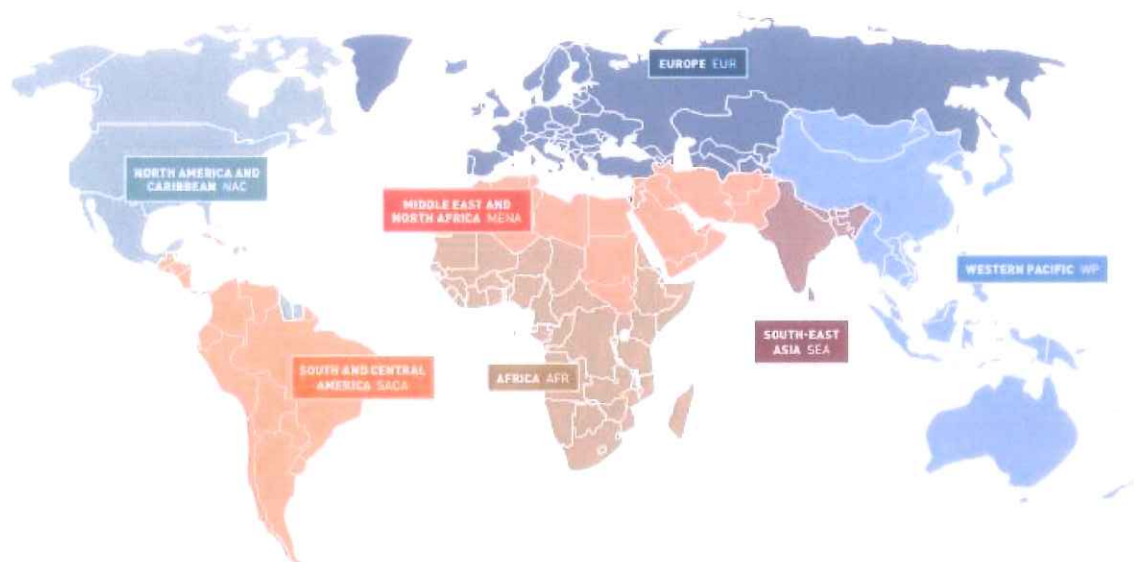 EUROPE EUR
NORTH AMERICA AND
CARIBBEAN NAC
MIDDLE EAST AND
NORTH AFRICA MENA
WESTERN PACIFIC WP
SOUTH-EAST
ASIA SEA
SOUTH AND CENTRAL
AMERICA SACA
AFRICA AFR